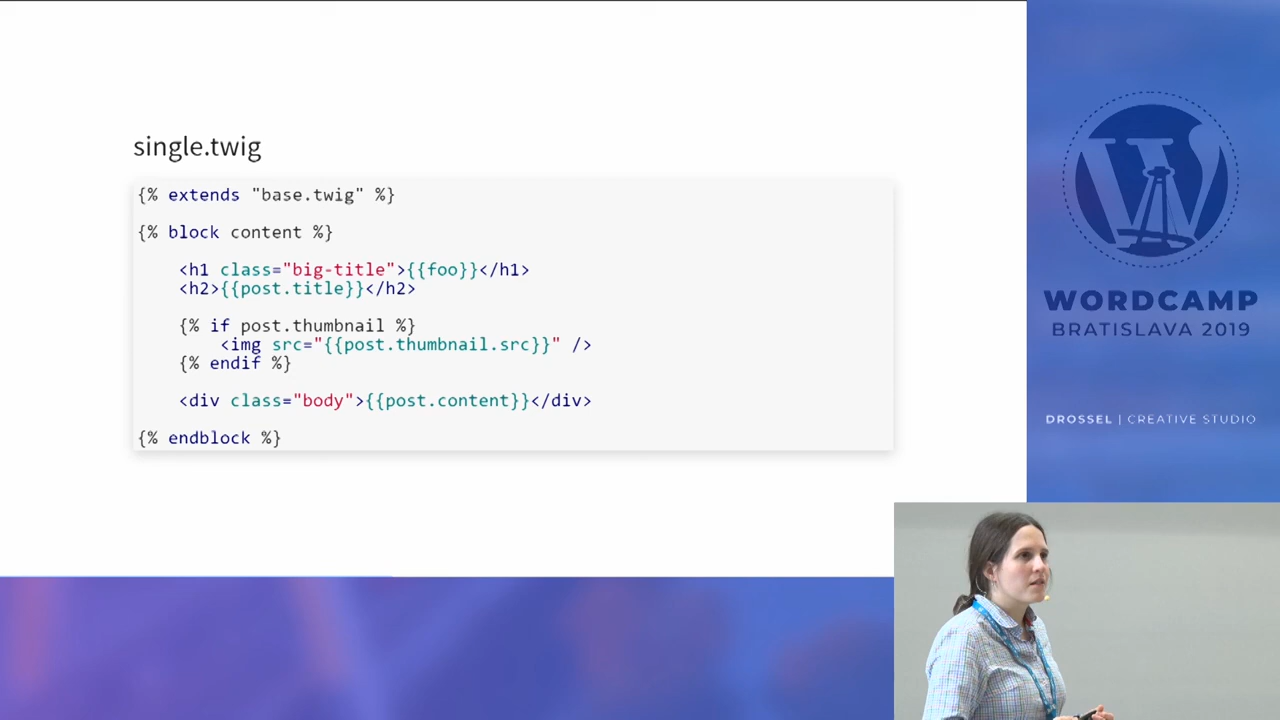 single.twig
{% extends "base.twig" %}
{% block content %}
<h1 class="big-title">{{foo}}</h1>
<h2>{{post.title}}</h2>
{% if post.thumbnail %}
<img src="{{post.thumbnail.src}}" />
{% endif %}
<div class="body">{{post.content}}</div>
{% endblock %}
WORDCAMP
BRATISLAVA 2019
DROSSEL | CREATIVE STUDIO